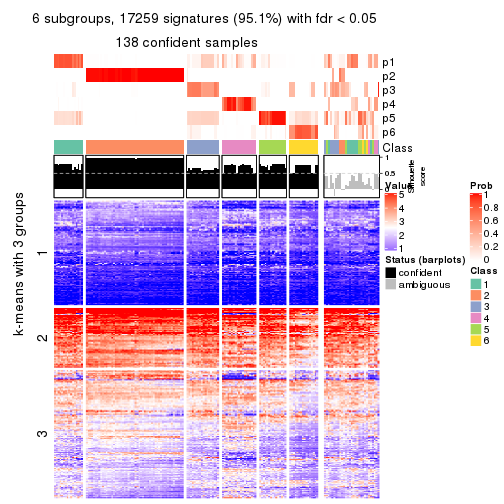 6 subgroups, 17259 signatures (95.1%) with fdr < 0.05
138 confident samples
p1
p2
p3
p4
p5
p6
Class
1
0.5
0
Silhouette
score
k-means with 3 groups
1
2
3
Value
5
4
3
2
1
Status (barplots)
confident
ambiguous
Prob
1
0.8
0.6
0.4
0.2
0
Class
1
2
3
4
5
6